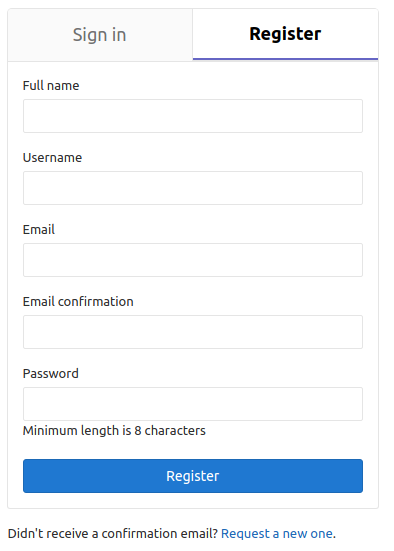 Sign in
Register
Full name
Username
Email
Email confirmation
Password
Minimum length is 8 characters
Register
Didn't receive a confirmation email? Request a new one.